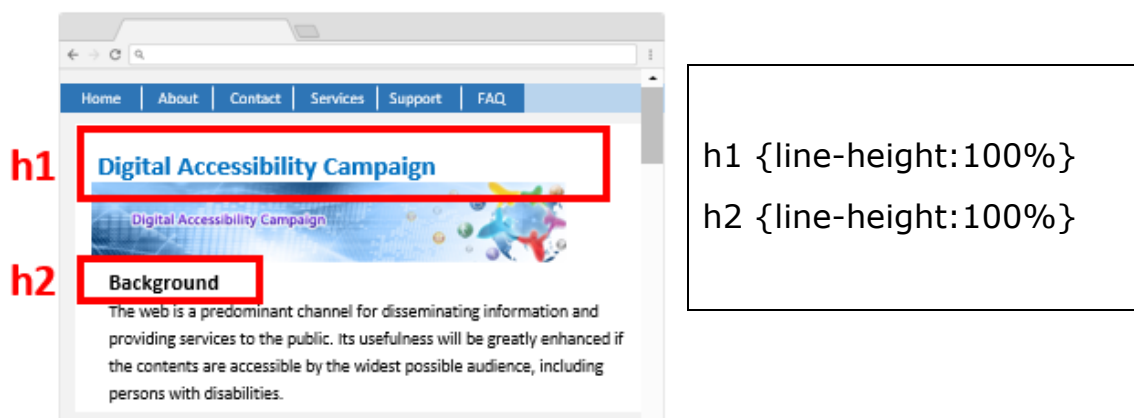 Home About Contact Services Support FAQ
h1
Digital Accessibility Campaign
Digital Accessibility Campaign
h2
Background
The web is a predominant channel for disseminating information and
providing services to the public. Its usefulness will be greatly enhanced if
the contents are accessible by the widest possible audience, including
persons with disabilities.
h1 {line-height:100%}
h2 {line-height:100%}